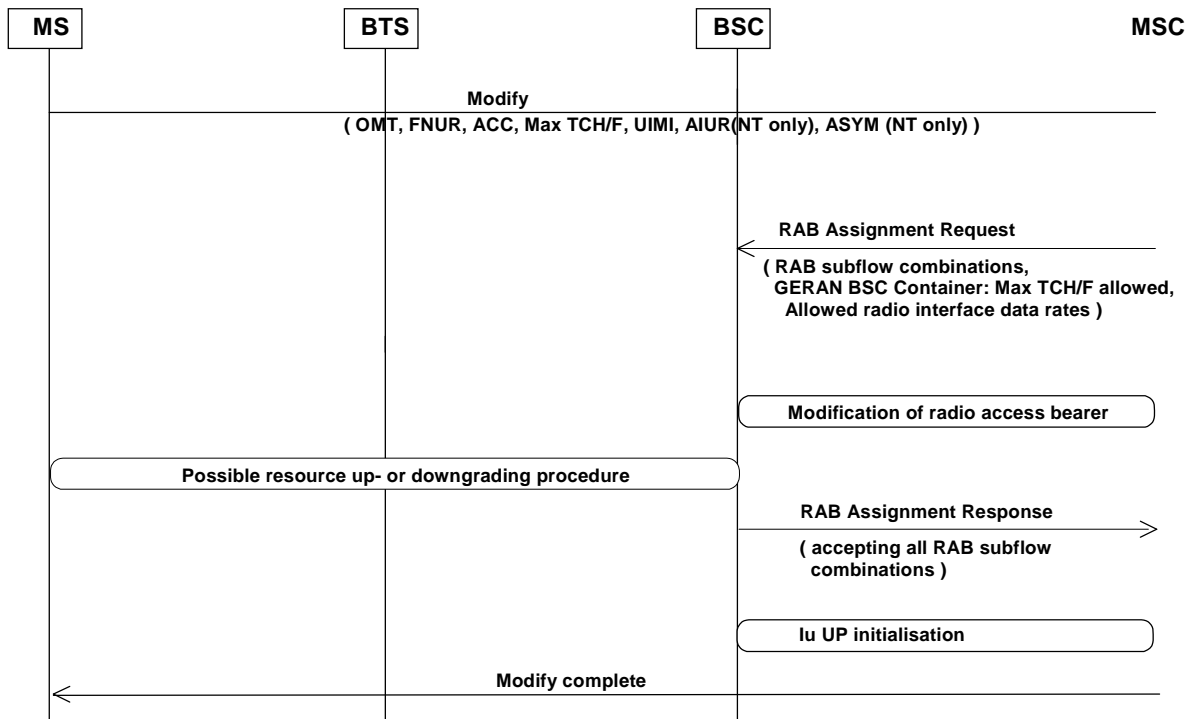 MS BTS BSC MSC
Modify
( OMT, FNUR, ACC, Max TCH/F, UIMI, AIUR(NT only), ASYM (NT only) )
RAB Assignment Request
( RAB subflow combinations,
GERAN BSC Container: Max TCH/F allowed,
Allowed radio interface data rates )
Modification of radio access bearer
Possible resource up- or downgrading procedure
RAB Assignment Response
( accepting all RAB subflow
combinations )
Iu UP initialisation
Modify complete